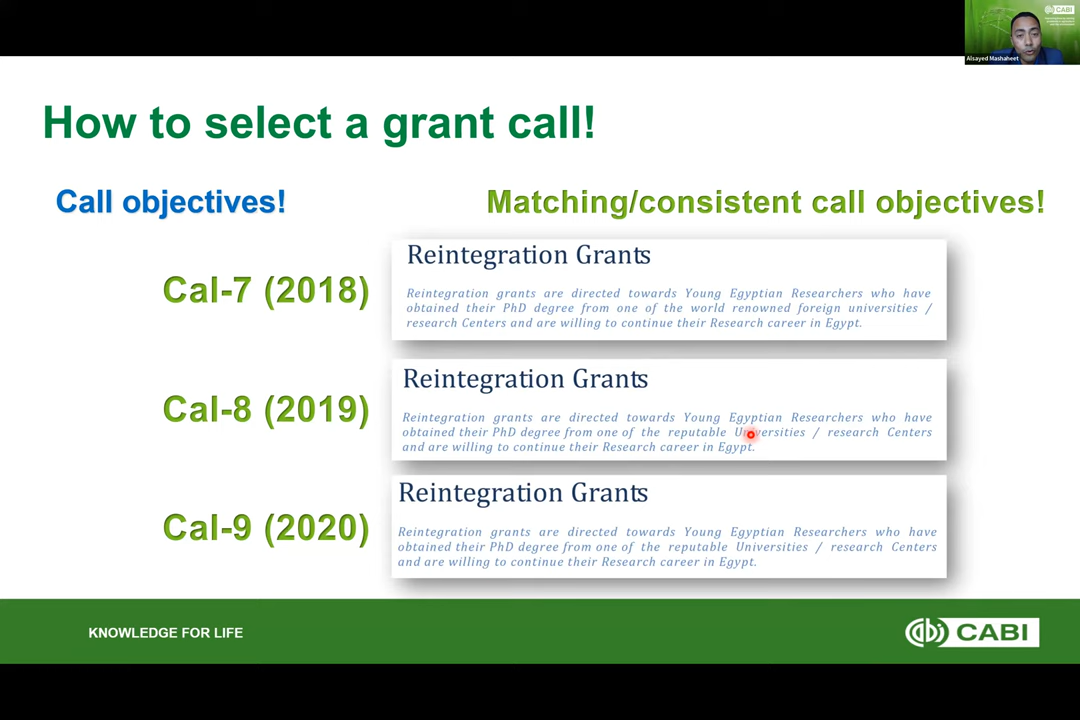 CABI
Alsayed Mashaheet
How to select a grant call!
Call objectives!
Matching/consistent call objectives!
Cal-7 (2018)
Reintegration Grants
Reintegration grants are directed towards Young Egyptian Researchers who have
obtained their PhD degree from one of the world renowned foreign universities /
research Centers and are willing to continue their Research career in Egypt.
Cal-8 (2019)
Reintegration Grants
Reintegration grants are directed towards Young Egyptian Researchers who have
obtained their PhD degree from one of the reputable Universities / research Centers
and are willing to continue their Research career in Egypt.
Cal-9 (2020)
Reintegration Grants
Reintegration grants are directed towards Young Egyptian Researchers who have
obtained their PhD degree from one of the reputable Universities / research Centers
and are willing to continue their Research career in Egypt.
KNOWLEDGE FOR LIFE
CABI